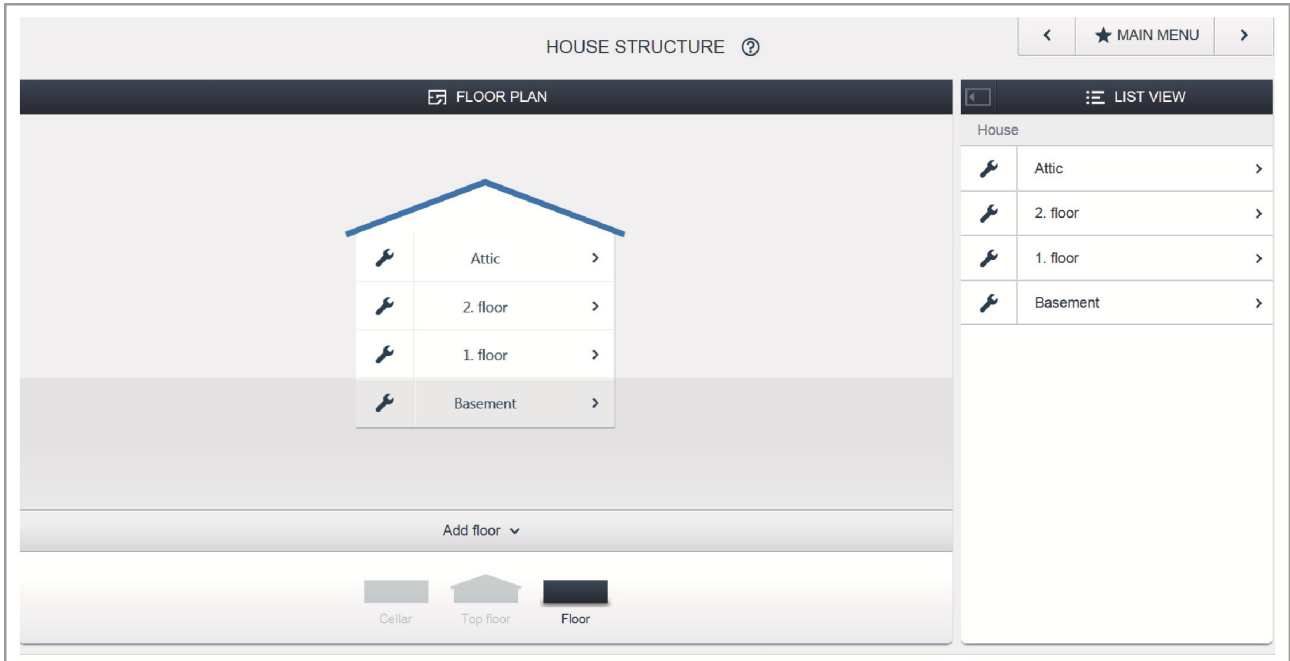 HOUSE STRUCTURE
MAIN MENU
FLOOR PLAN
Attic
2. floor
1. floor
Basement
Add floor
Cellar
Top floor
Floor
LIST VIEW
House
Attic
2. floor
1. floor
Basement